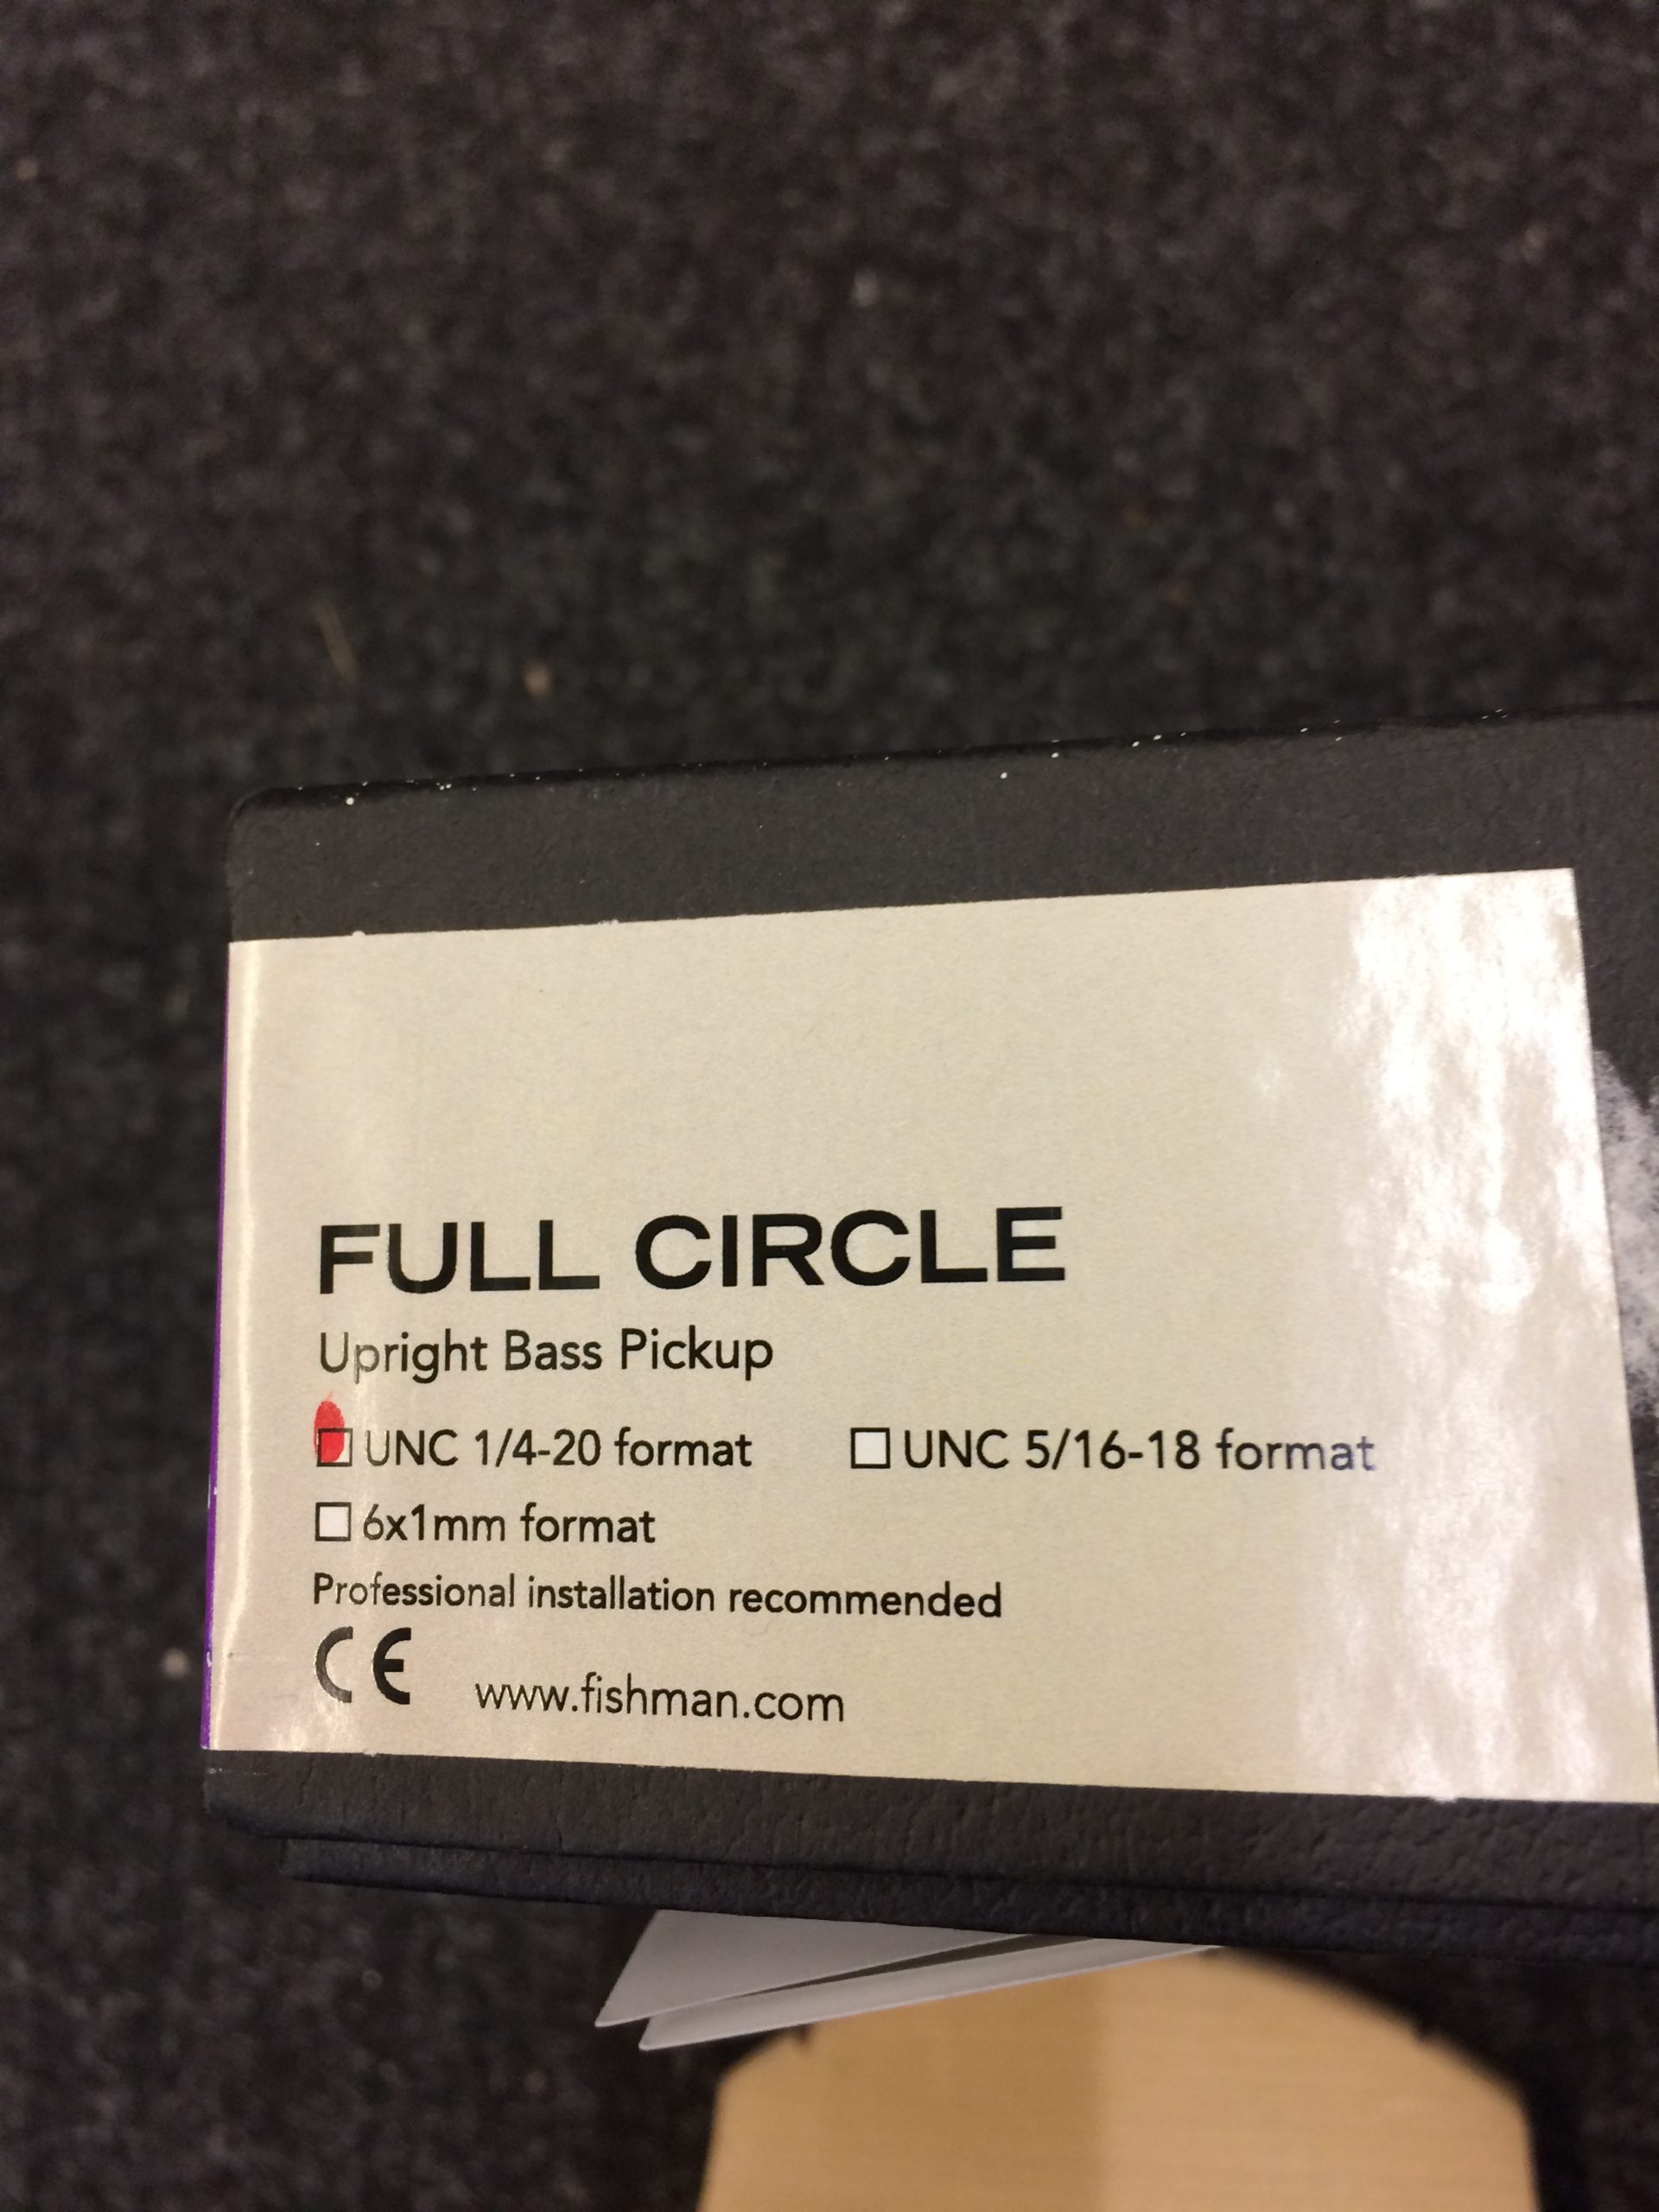 FULL CIRCLE
Upright Bass Pickup
UNC 1/4-20 format UNC 5/16-18 format
6x1mm format
Professional installation recommended
CE www.fishman.com